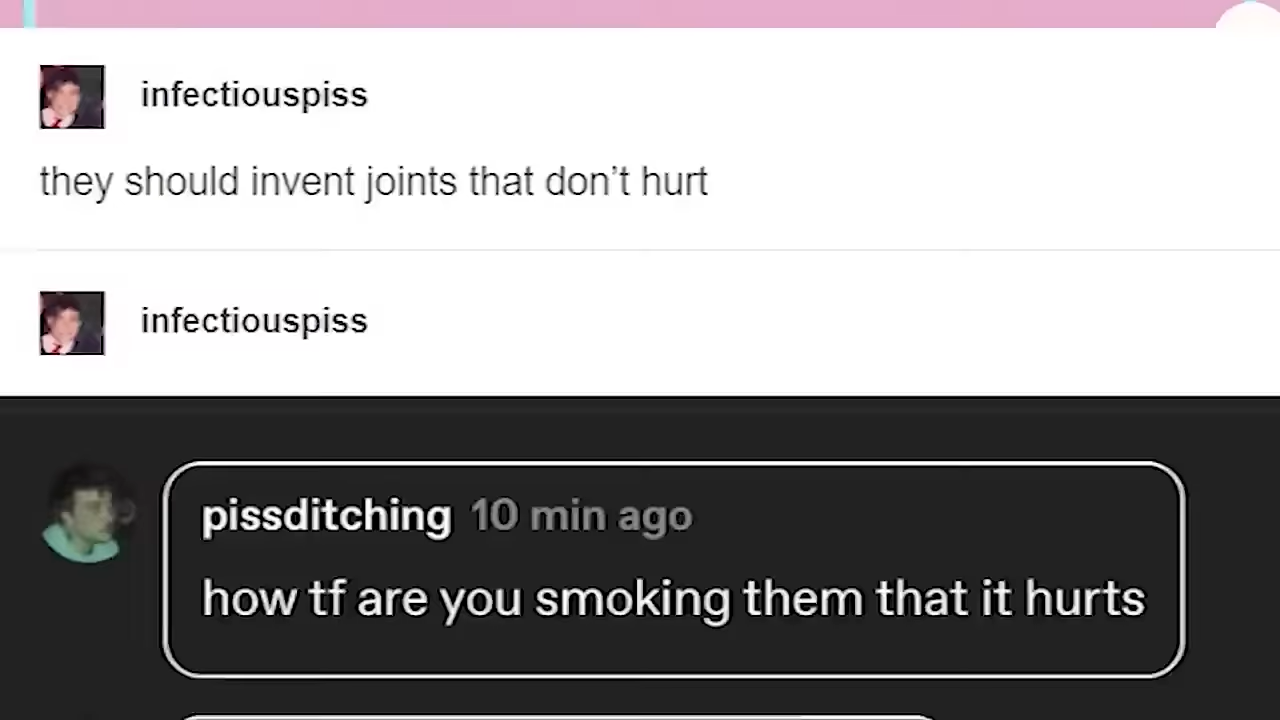 infectiouspiss
they should invent joints that don’t hurt
infectiouspiss
pissditching 10 min ago
how tf are you smoking them that it hurts